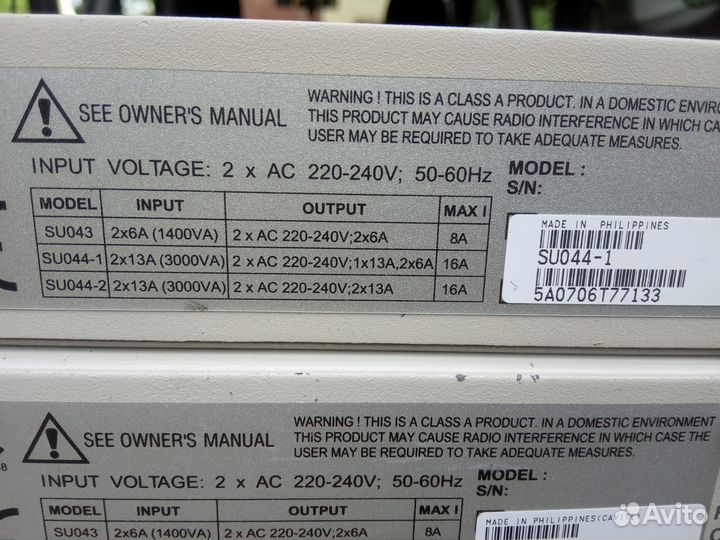 SEE OWNER'S MANUAL
WARNING ! THIS IS A CLASS A PRODUCT. IN A DOMESTIC ENVIRO
THIS PRODUCT MAY CAUSE RADIO INTERFERENCE IN WHICH CA
USER MAY BE REQUIRED TO TAKE ADEQUATE MEASURES.
INPUT VOLTAGE: 2 x AC 220-240V; 50-60Hz
MODEL :
S/N:
MODEL INPUT OUTPUT MAX I
SU043 2x6A (1400VA) 2 x AC 220-240V;2x6A 8A
SU044-1 2x13A (3000VA) 2 x AC 220-240V;1x13A,2x6A 16A
SU044-2 2x13A (3000VA) 2 x AC 220-240V;2x13A 16A
MADE IN PHILIPPINES
SU044-1
5A0706T77133
SEE OWNER'S MANUAL
WARNING ! THIS IS A CLASS A PRODUCT. IN A DOMESTIC ENVIRONMENT
THIS PRODUCT MAY CAUSE RADIO INTERFERENCE IN WHICH CASE THE
USER MAY BE REQUIRED TO TAKE ADEQUATE MEASURES.
INPUT VOLTAGE: 2 x AC 220-240V; 50-60Hz
MODEL :
S/N:
MODEL INPUT OUTPUT MAX I
SU043 2x6A (1400VA) 2 x AC 220-240V;2x6A 8A
MADE IN PHILIPPINES(CAVITE)
Avito